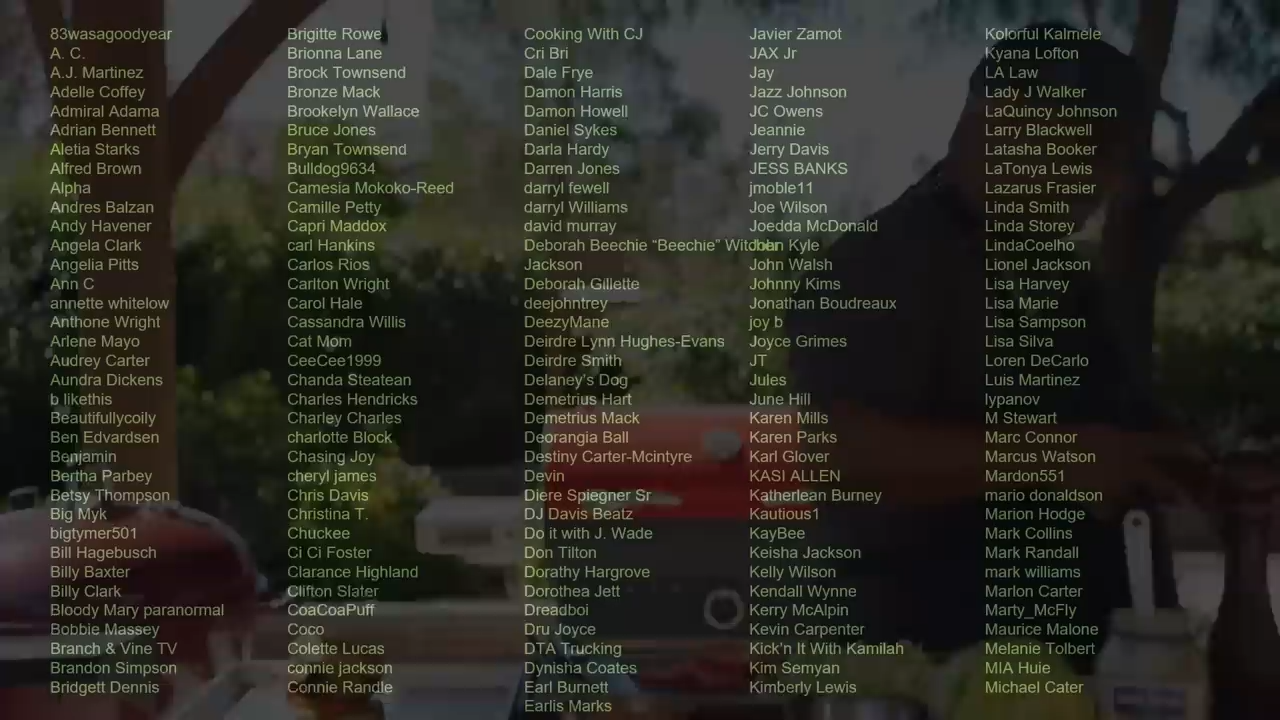 83wasagoodyear
A. C.
A.J. Martinez
Adelle Coffey
Admiral Adama
Adrian Bennett
Aletia Starks
Alfred Brown
Alpha
Andres Balzan
Andy Havener
Angela Clark
Angelia Pitts
Ann C
annette whitelow
Anthone Wright
Arlene Mayo
Audrey Carter
Aundra Dickens
b likethis
Beautifullycoily
Ben Edvardsen
Benjamin
Bertha Parbey
Betsy Thompson
Big Myk
bigtymer501
Bill Hagebusch
Billy Baxter
Billy Clark
Bloody Mary paranormal
Bobbie Massey
Branch & Vine TV
Brandon Simpson
Bridgett Dennis
Brigitte Rowe
Brionna Lane
Brock Townsend
Bronze Mack
Brookelyn Wallace
Bruce Jones
Bryan Townsend
Bulldog9634
Camesia Mokoko-Reed
Camille Petty
Capri Maddox
carl Hankins
Carlos Rios
Carlton Wright
Carol Hale
Cassandra Willis
Cat Mom
CeeCee1999
Chanda Steatean
Charles Hendricks
Charley Charles
charlotte Block
Chasing Joy
cheryl james
Chris Davis
Christina T.
Chuckee
Ci Ci Foster
Clarance Highland
Clifton Slater
CoaCoaPuff
Coco
Colette Lucas
connie jackson
Connie Randle
Cooking With CJ
Cri Bri
Dale Frye
Damon Harris
Damon Howell
Daniel Sykes
Darla Hardy
Darren Jones
darryl fewell
darryl Williams
david murray
Deborah Beechie “Beechie” Witcher
Jackson
Deborah Gillette
deejohntrey
DeezyMane
Deirdre Lynn Hughes-Evans
Deirdre Smith
Delaney’s Dog
Demetrius Hart
Demetrius Mack
Deorangia Ball
Destiny Carter-Mcintyre
Devin
Diere Spiegner Sr
DJ Davis Beatz
Do it with J. Wade
Don Tilton
Dorathy Hargrove
Dorothea Jett
Dreadboi
Dru Joyce
DTA Trucking
Dynisha Coates
Earl Burnett
Earlis Marks
Javier Zamot
JAX Jr
Jay
Jazz Johnson
JC Owens
Jeannie
Jerry Davis
JESS BANKS
jmoble11
Joe Wilson
Joedda McDonald
John Kyle
John Walsh
Johnny Kims
Jonathan Boudreaux
joy b
Joyce Grimes
JT
Jules
June Hill
Karen Mills
Karen Parks
Karl Glover
KASI ALLEN
Katherlean Burney
Kautious1
KayBee
Keisha Jackson
Kelly Wilson
Kendall Wynne
Kerry McAlpin
Kevin Carpenter
Kick'n It With Kamilah
Kim Semyan
Kimberly Lewis
Kolorful Kalmele
Kyana Lofton
LA Law
Lady J Walker
LaQuincy Johnson
Larry Blackwell
Latasha Booker
LaTonya Lewis
Lazarus Frasier
Linda Smith
Linda Storey
LindaCoelho
Lionel Jackson
Lisa Harvey
Lisa Marie
Lisa Sampson
Lisa Silva
Loren DeCarlo
Luis Martinez
lypanov
M Stewart
Marc Connor
Marcus Watson
Mardon551
mario donaldson
Marion Hodge
Mark Collins
Mark Randall
mark williams
Marlon Carter
Marty_McFly
Maurice Malone
Melanie Tolbert
MIA Huie
Michael Cater